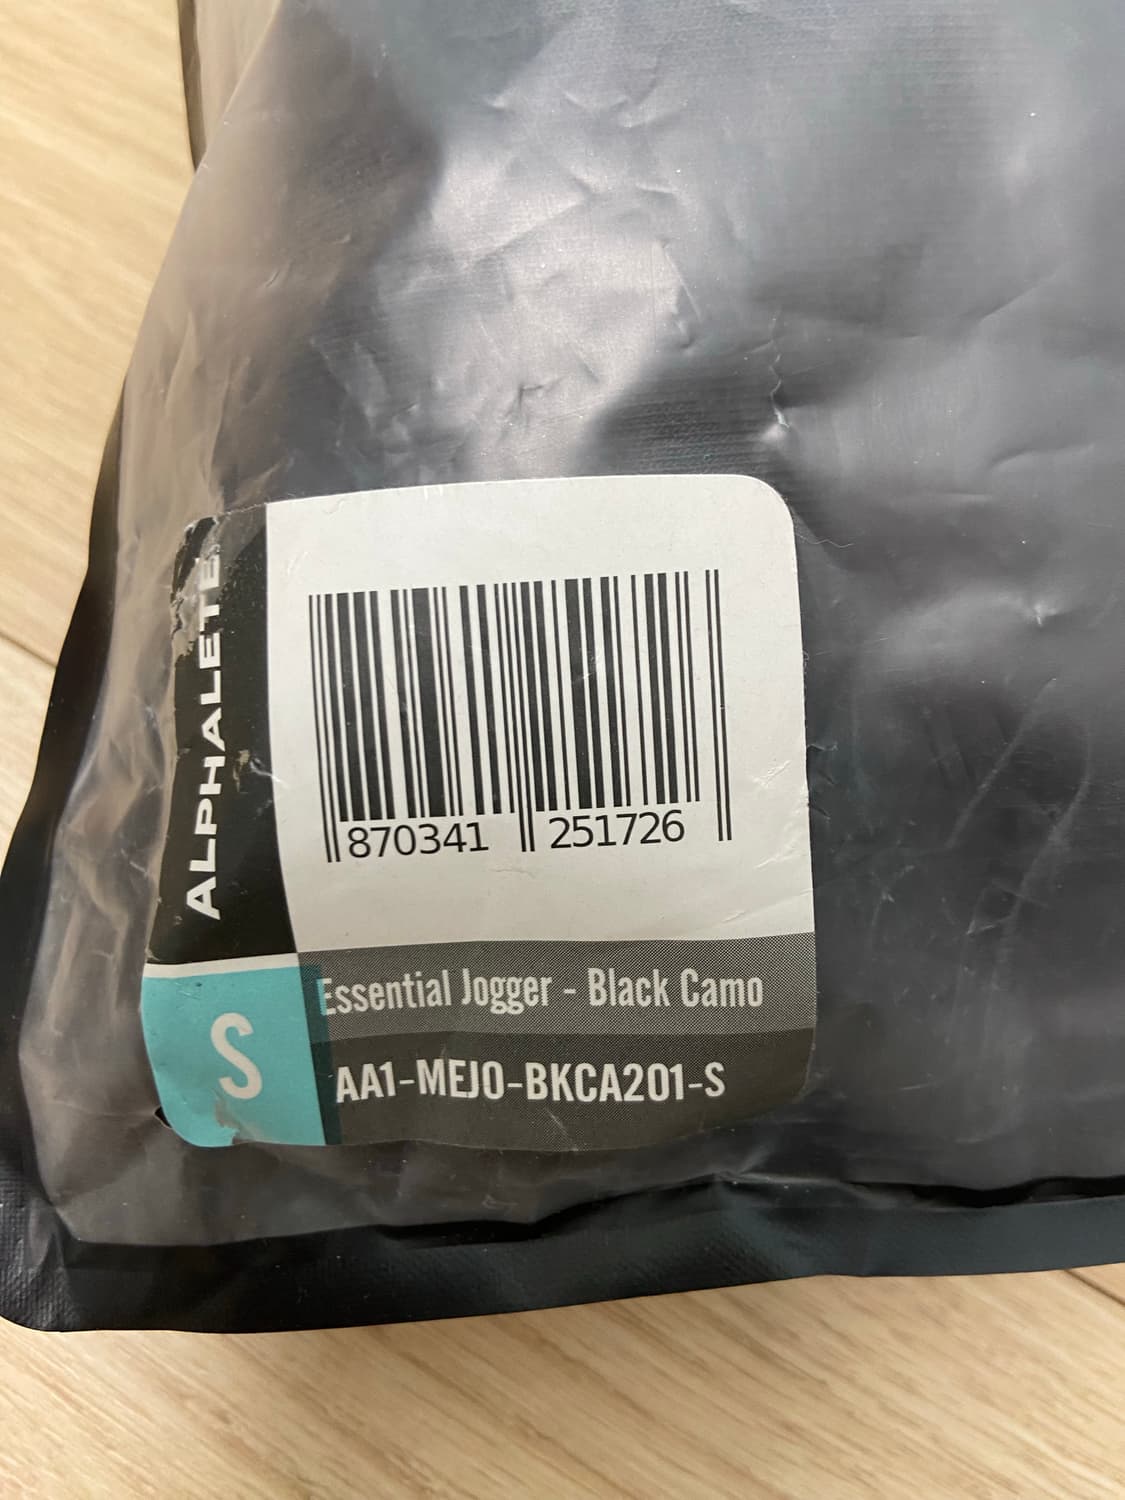 ALPHALETE
870341 251726
Essential Jogger - Black Camo
S
AA1-MEJO-BKCA201-S